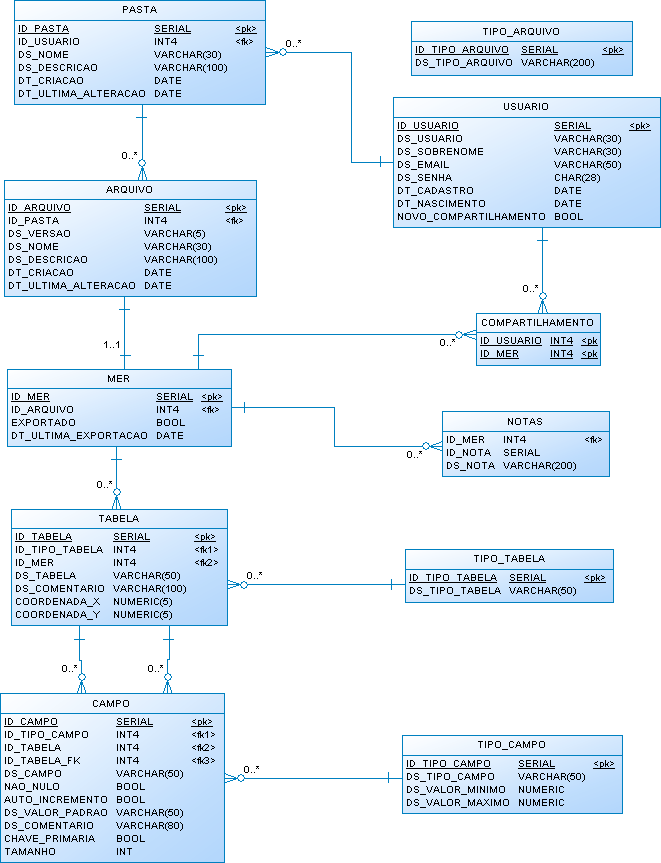 PASTA
ID_PASTA SERIAL <pk>
ID_USUARIO INT4 <fk>
DS_NOME VARCHAR(30)
DS_DESCRICAO VARCHAR(100)
DT_CRIACAO DATE
DT_ULTIMA_ALTERACAO DATE
0..*
TIPO_ARQUIVO
ID_TIPO_ARQUIVO SERIAL <pk>
DS_TIPO_ARQUIVO VARCHAR(200)
USUARIO
ID_USUARIO SERIAL <pk>
DS_USUARIO VARCHAR(30)
DS_SOBRENOME VARCHAR(30)
DS_EMAIL VARCHAR(50)
DS_SENHA CHAR(28)
DT_CADASTRO DATE
DT_NASCIMENTO DATE
NOVO_COMPARTILHAMENTO BOOL
0..*
ARQUIVO
ID_ARQUIVO SERIAL <pk>
ID_PASTA INT4 <fk>
DS_VERSAO VARCHAR(5)
DS_NOME VARCHAR(30)
DS_DESCRICAO VARCHAR(100)
DT_CRIACAO DATE
DT_ULTIMA_ALTERACAO DATE
0..*
COMPARTILHAMENTO
ID_USUARIO INT4 <pk
ID_MER INT4 <pk
0..*
1..1
MER
ID_MER SERIAL <pk>
ID_ARQUIVO INT4 <fk>
EXPORTADO BOOL
DT_ULTIMA_EXPORTACAO DATE
NOTAS
ID_MER INT4 <fk>
ID_NOTA SERIAL
DS_NOTA VARCHAR(200)
0..*
0..*
TABELA
ID_TABELA SERIAL <pk>
ID_TIPO_TABELA INT4 <fk1>
ID_MER INT4 <fk2>
DS_TABELA VARCHAR(50)
DS_COMENTARIO VARCHAR(100)
COORDENADA_X NUMERIC(5)
COORDENADA_Y NUMERIC(5)
0..*
TIPO_TABELA
ID_TIPO_TABELA SERIAL <pk>
DS_TIPO_TABELA VARCHAR(50)
0..* 0..*
CAMPO
ID_CAMPO SERIAL <pk>
ID_TIPO_CAMPO INT4 <fk1>
ID_TABELA INT4 <fk2>
ID_TABELA_FK INT4 <fk3>
DS_CAMPO VARCHAR(50)
NAO_NULO BOOL
AUTO_INCREMENTO BOOL
DS_VALOR_PADRAO VARCHAR(50)
DS_COMENTARIO VARCHAR(80)
CHAVE_PRIMARIA BOOL
TAMANHO INT
0..*
TIPO_CAMPO
ID_TIPO_CAMPO SERIAL <pk>
DS_TIPO_CAMPO VARCHAR(50)
DS_VALOR_MINIMO NUMERIC
DS_VALOR_MAXIMO NUMERIC